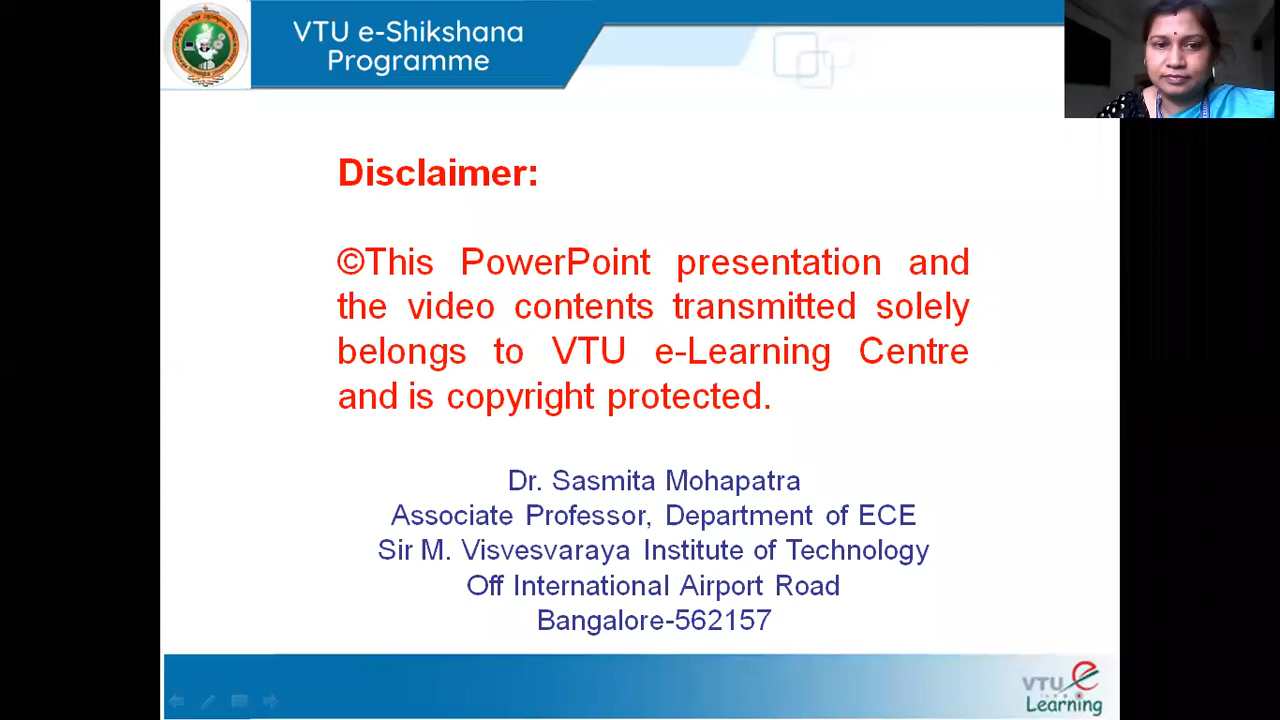 VTU e-Shikshana
Programme
Disclaimer:
©This PowerPoint presentation and
the video contents transmitted solely
belongs to VTU e-Learning Centre
and is copyright protected.
Dr. Sasmita Mohapatra
Associate Professor, Department of ECE
Sir M. Visvesvaraya Institute of Technology
Off International Airport Road
Bangalore-562157
VTU e
Learning